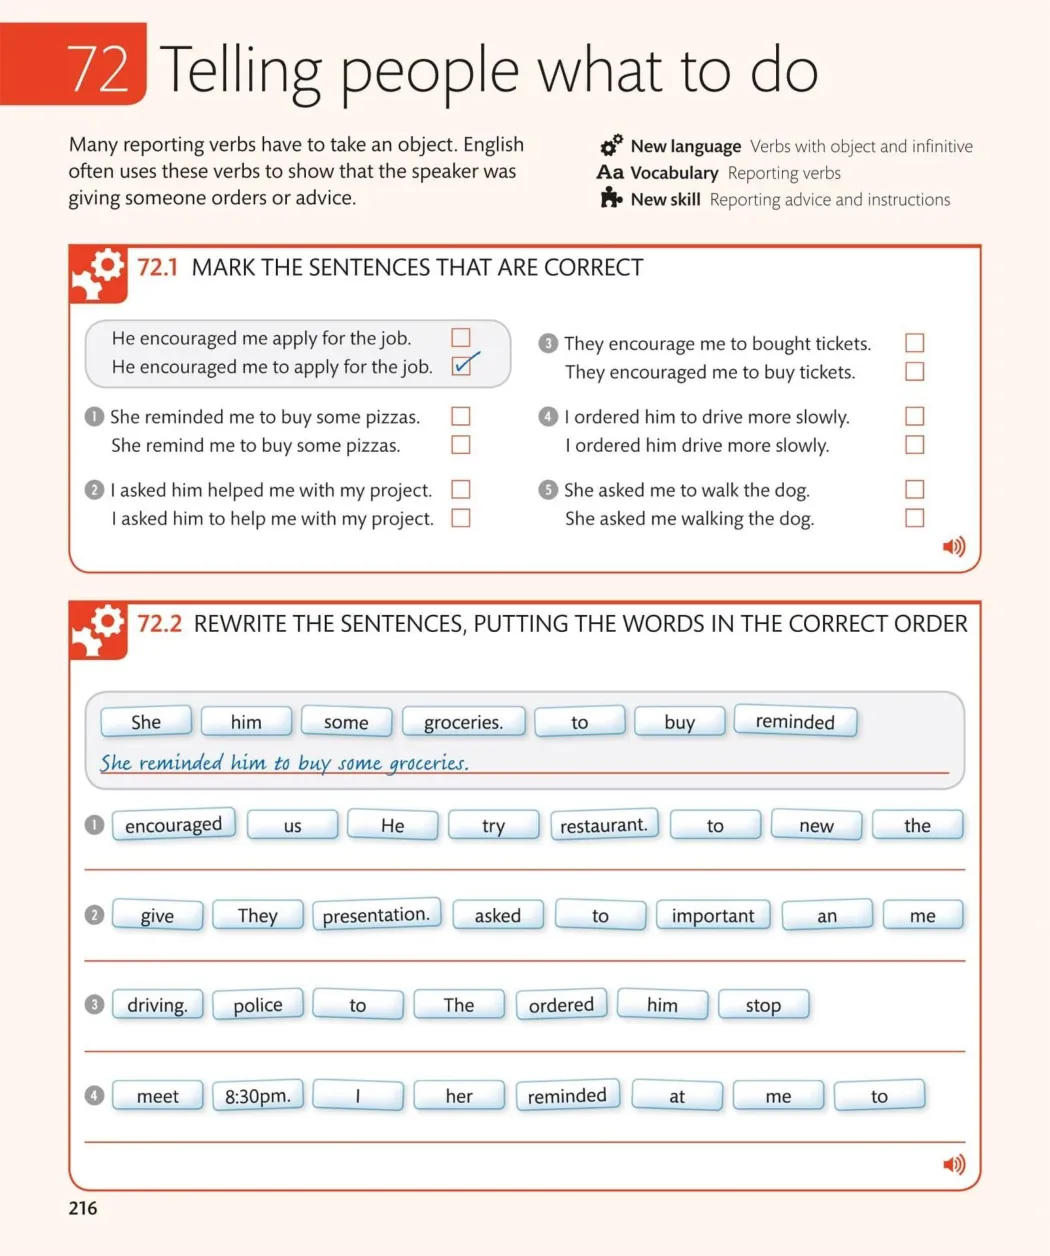 72 Telling people what to do
Many reporting verbs have to take an object. English
often uses these verbs to show that the speaker was
giving someone orders or advice.
New language Verbs with object and infinitive
Aa Vocabulary Reporting verbs
New skill Reporting advice and instructions
72.1 MARK THE SENTENCES THAT ARE CORRECT
He encouraged me apply for the job.
He encouraged me to apply for the job.
1 She reminded me to buy some pizzas.
She remind me to buy some pizzas.
2 I asked him helped me with my project.
I asked him to help me with my project.
3 They encourage me to bought tickets.
They encouraged me to buy tickets.
4 I ordered him to drive more slowly.
I ordered him drive more slowly.
5 She asked me to walk the dog.
She asked me walking the dog.
72.2 REWRITE THE SENTENCES, PUTTING THE WORDS IN THE CORRECT ORDER
She him some groceries. to buy reminded
She reminded him to buy some groceries.
1 encouraged us He try restaurant. to new the
2 give They presentation. asked to important an me
3 driving. police to The ordered him stop
4 meet 8:30pm. I her reminded at me to
216